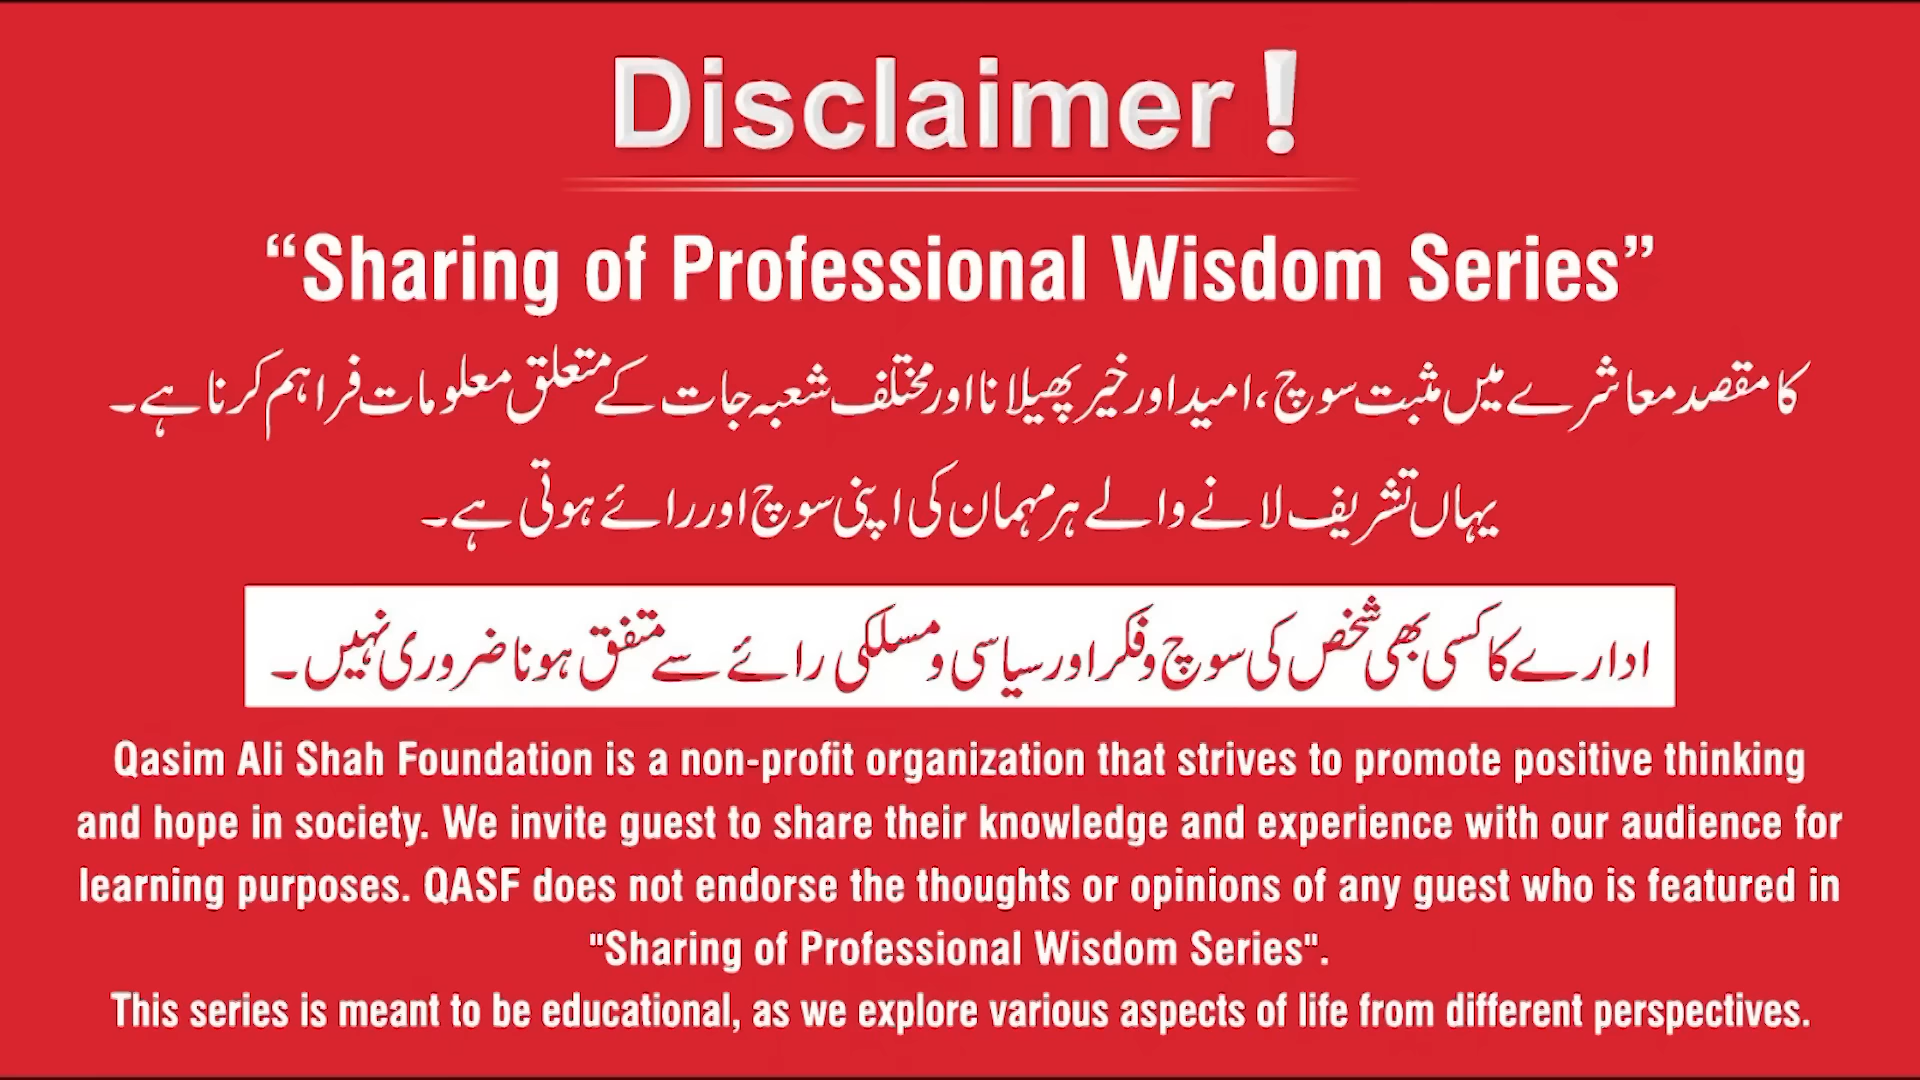 Disclaimer!
“Sharing of Professional Wisdom Series”
کا مقصد معاشرے میں مثبت سوچ، امید اور خیر پھیلانا اور مختلف شعبہ جات کے متعلق معلومات فراہم کرنا ہے۔
یہاں تشریف لانے والے ہر مہمان کی اپنی سوچ اور رائے ہوتی ہے۔
ادارے کا کسی بھی شخص کی سوچ و فکر اور سیاسی و مسلکی رائے سے متفق ہونا ضروری نہیں۔
Qasim Ali Shah Foundation is a non-profit organization that strives to promote positive thinking
and hope in society. We invite guest to share their knowledge and experience with our audience for
learning purposes. QASF does not endorse the thoughts or opinions of any guest who is featured in
"Sharing of Professional Wisdom Series".
This series is meant to be educational, as we explore various aspects of life from different perspectives.